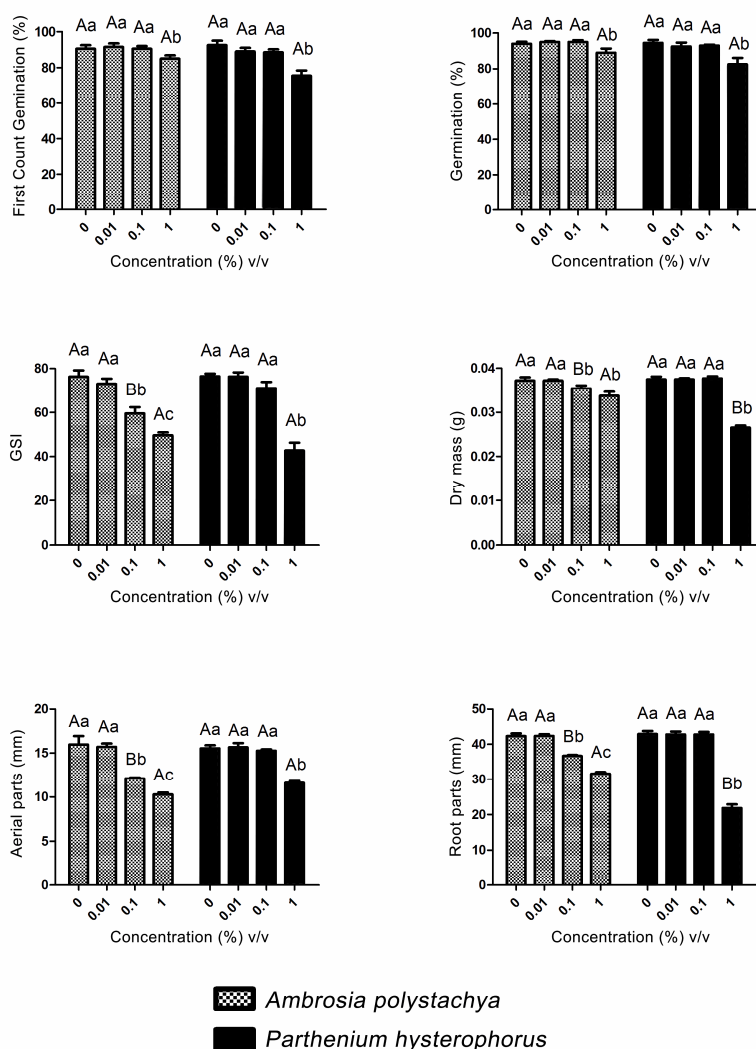 First Count Gemination (%)
100
80
60
40
20
0
Aa Aa Aa Ab
Aa Aa Aa Ab
0 0.01 0.1 1
0 0.01 0.1 1
Concentration (%) v/v
Germination (%)
100
80
60
40
20
0
Aa Aa Aa Ab
Aa Aa Aa Ab
0 0.01 0.1 1
0 0.01 0.1 1
Concentration (%) v/v
GSI
80
60
40
20
0
Aa Aa Bb Ac
Aa Aa Aa Ab
0 0.01 0.1 1
0 0.01 0.1 1
Concentration (%) v/v
Dry mass (g)
0.04
0.03
0.02
0.01
0.00
Aa Aa Bb Ab
Aa Aa Aa Bb
0 0.01 0.1 1
0 0.01 0.1 1
Concentration (%) v/v
Aerial parts (mm)
20
15
10
5
0
Aa Aa Bb Ac
Aa Aa Aa Ab
0 0.01 0.1 1
0 0.01 0.1 1
Concentration (%) v/v
Root parts (mm)
50
40
30
20
10
0
Aa Aa Bb Ac
Aa Aa Aa Bb
0 0.01 0.1 1
0 0.01 0.1 1
Concentration (%) v/v
Ambrosia polystachya
Parthenium hysterophorus